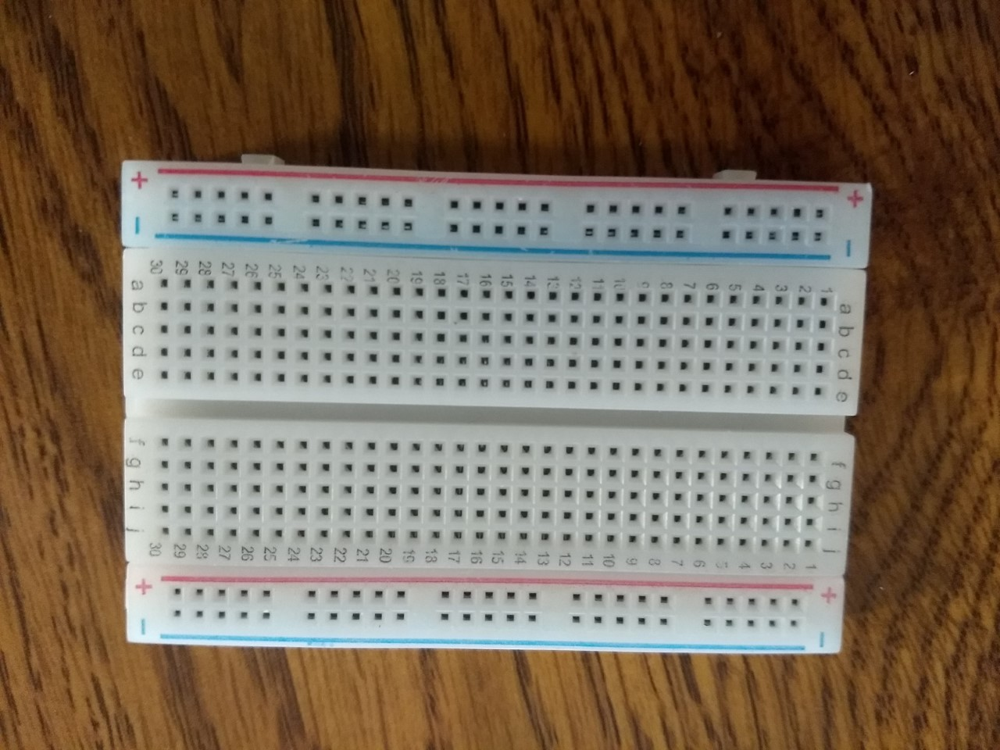 + +
- -
30 29 28 27 26 25 24 23 22 21 20 19 18 17 16 15 14 13 12 11 10 9 8 7 6 5 4 3 2 1
a a
b b
c c
d d
e e
f f
g g
h h
i i
j j
30 29 28 27 26 25 24 23 22 21 20 19 18 17 16 15 14 13 12 11 10 9 8 7 6 5 4 3 2 1
+ +
- -